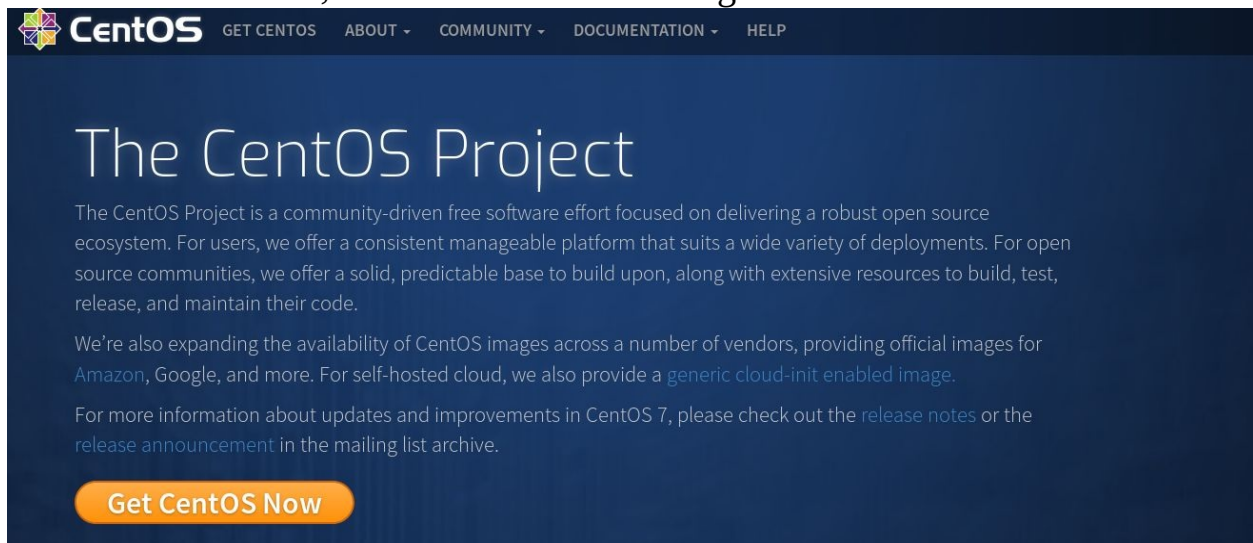 CentOS GET CENTOS ABOUT COMMUNITY DOCUMENTATION HELP
The CentOS Project
The CentOS Project is a community-driven free software effort focused on delivering a robust open source
ecosystem. For users, we offer a consistent manageable platform that suits a wide variety of deployments. For open
source communities, we offer a solid, predictable base to build upon, along with extensive resources to build, test,
release, and maintain their code.
We're also expanding the availability of CentOS images across a number of vendors, providing official images for
Amazon, Google, and more. For self-hosted cloud, we also provide a generic cloud-init enabled image.
For more information about updates and improvements in CentOS 7, please check out the release notes or the
release announcement in the mailing list archive.
Get CentOS Now